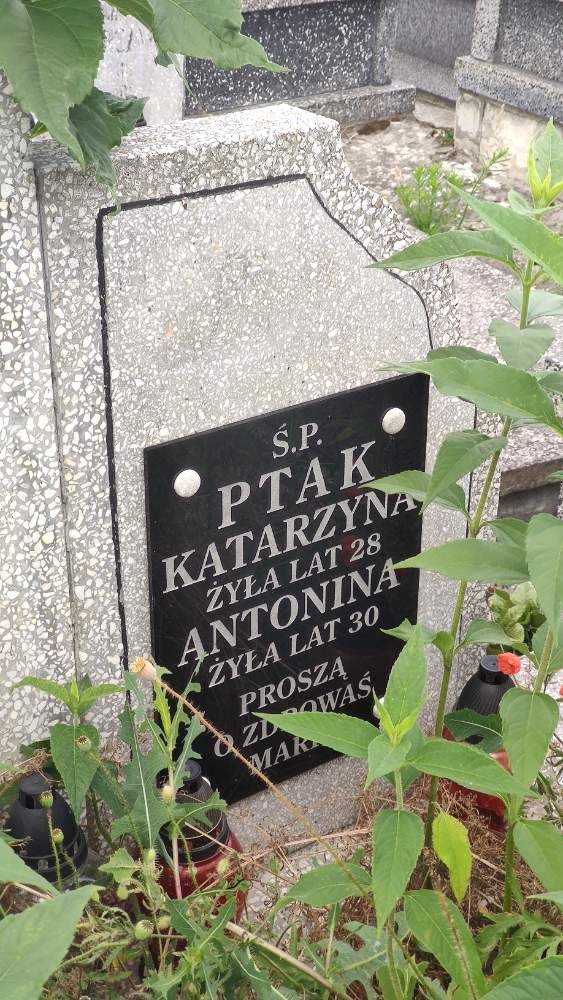 Ś.P.
PTAK
KATARZYNA
ŻYŁA LAT 28
ANTONINA
ŻYŁA LAT 30
PROSZĄ
O ZDROWAŚ